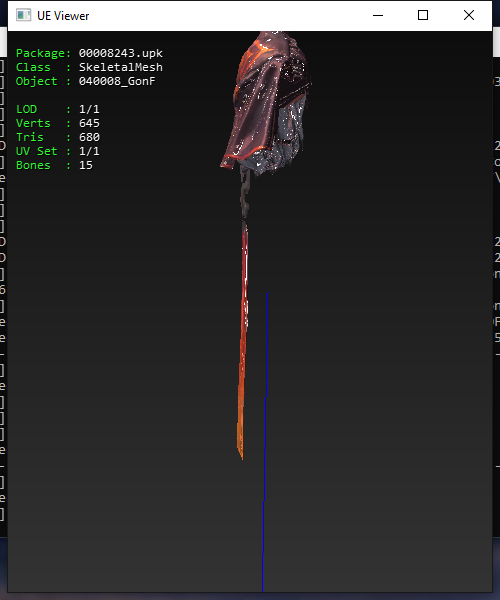 UE Viewer
Package: 00008243.upk
Class  : SkeletalMesh
Object : 040008_GonF
LOD    : 1/1
Verts  : 645
Tris   : 680
UV Set : 1/1
Bones  : 15